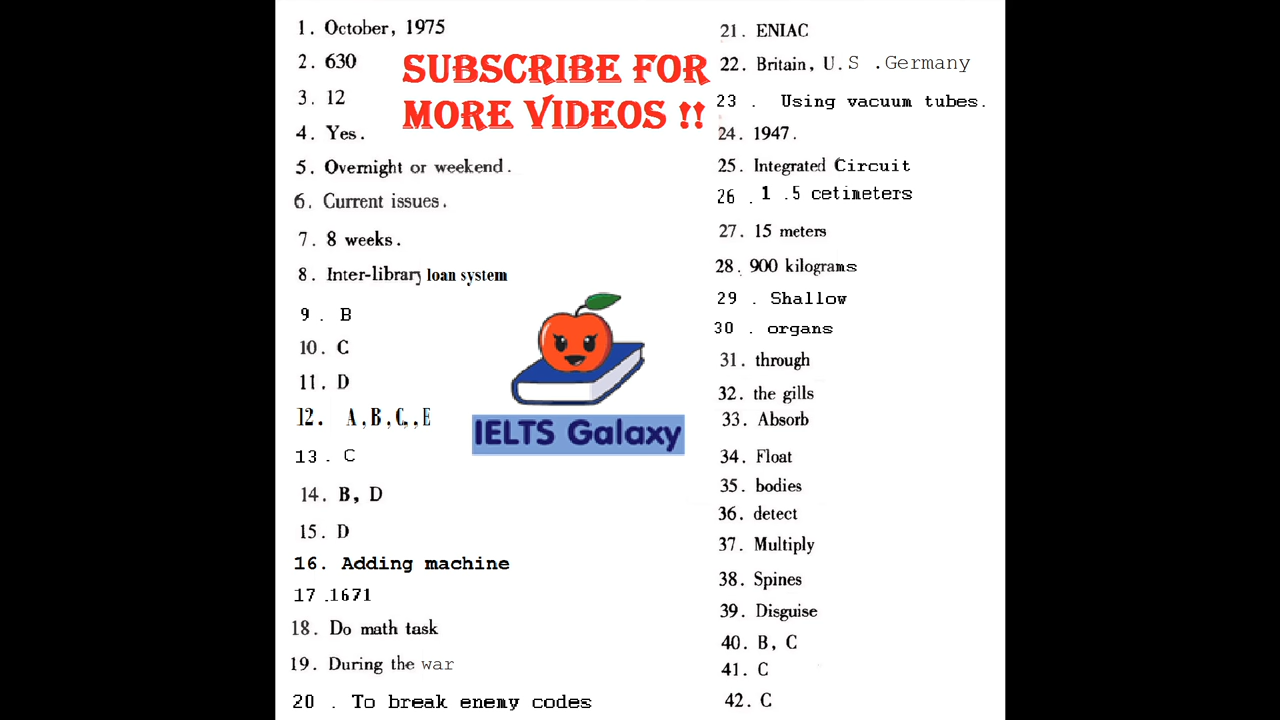 1. October, 1975
2. 630
3. 12
4. Yes.
5. Overnight or weekend.
6. Current issues.
7. 8 weeks.
8. Inter-library loan system
9 . B
10. C
11. D
12. A,B,C,,E
13 . C
14. B, D
15. D
16. Adding machine
17 .1671
18. Do math task
19. During the war
20 . To break enemy codes
SUBSCRIBE FOR
MORE VIDEOS !!
IELTS Galaxy
21. ENIAC
22. Britain, U.S .Germany
23 . Using vacuum tubes.
24. 1947.
25. Integrated Circuit
26 . 1 .5 cetimeters
27. 15 meters
28. 900 kilograms
29 . Shallow
30 . organs
31. through
32. the gills
33. Absorb
34. Float
35. bodies
36. detect
37. Multiply
38. Spines
39. Disguise
40. B, C
41. C
42. C